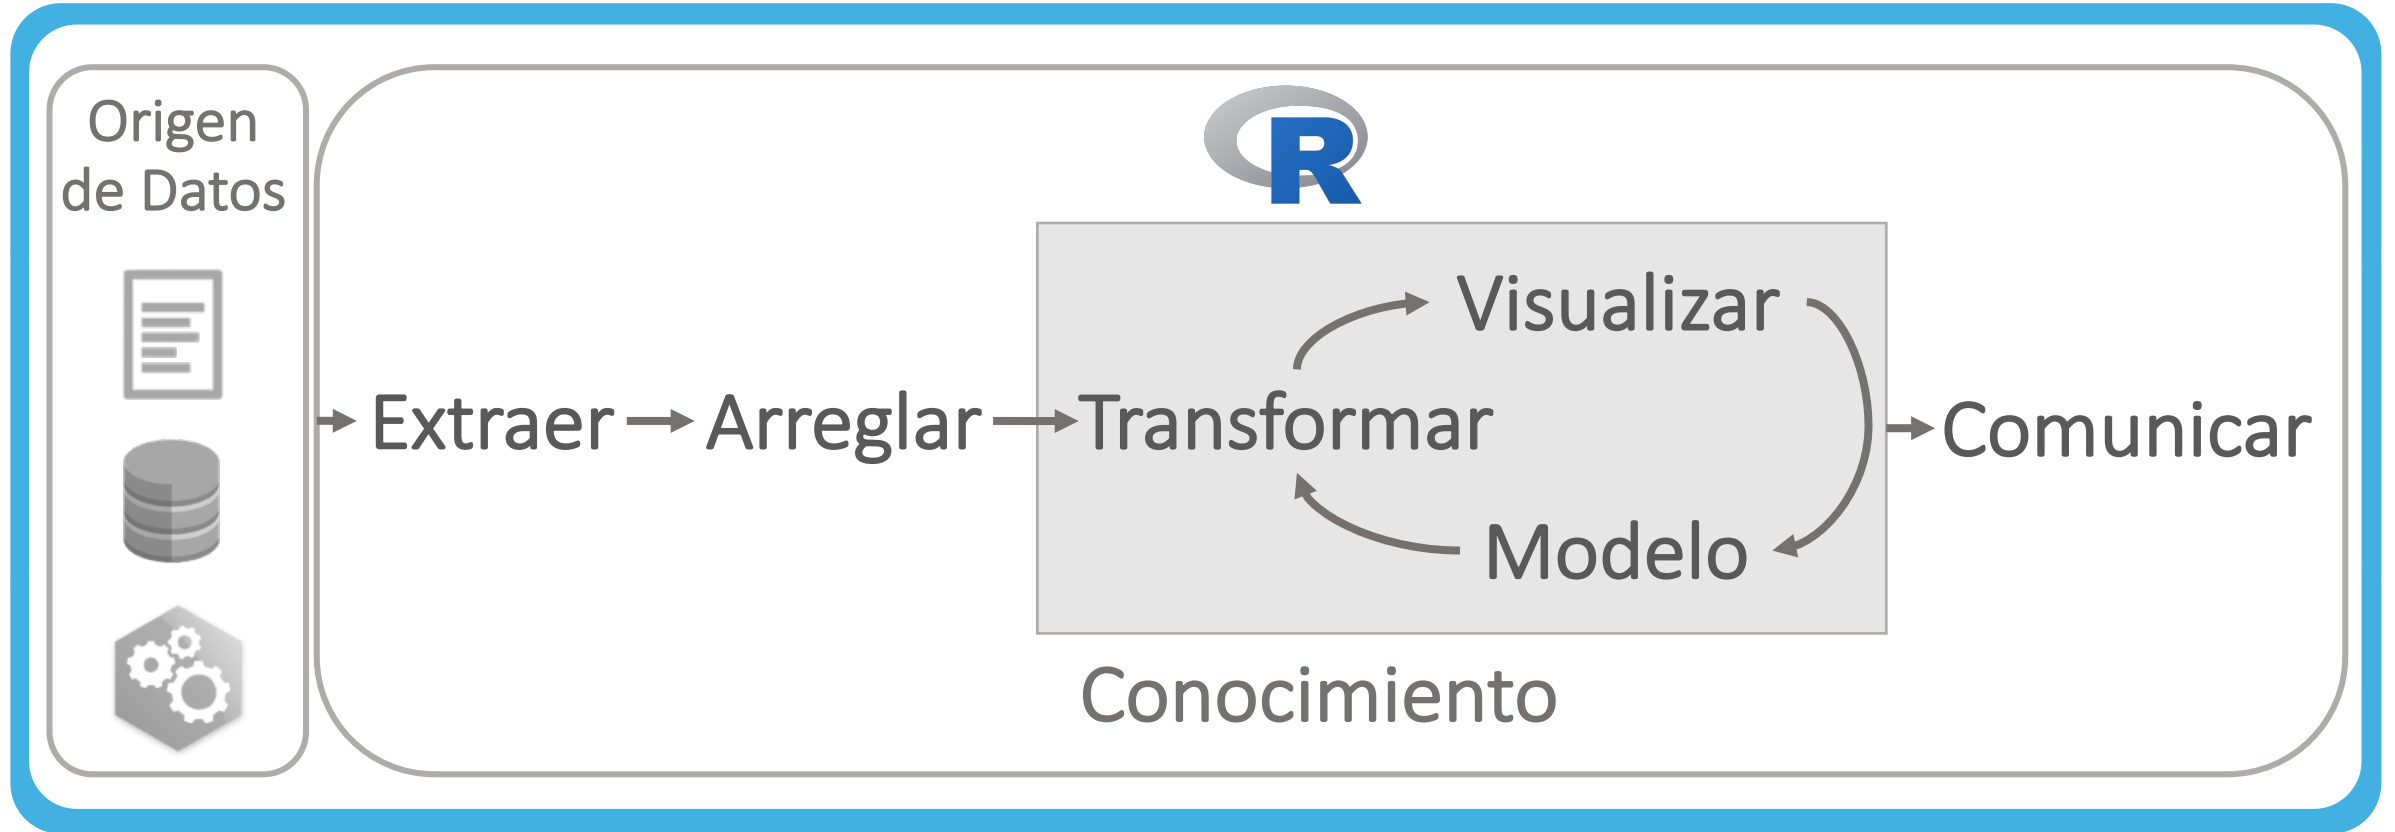 Origen
de Datos
R
Extraer
Arreglar
Transformar
Visualizar
Modelo
Comunicar
Conocimiento